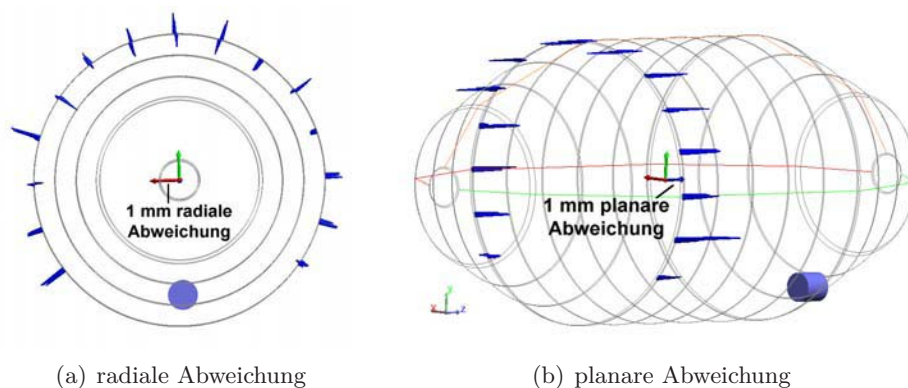 1 mm radiale
Abweichung
1 mm planare
Abweichung
y
x
z
(a) radiale Abweichung
(b) planare Abweichung